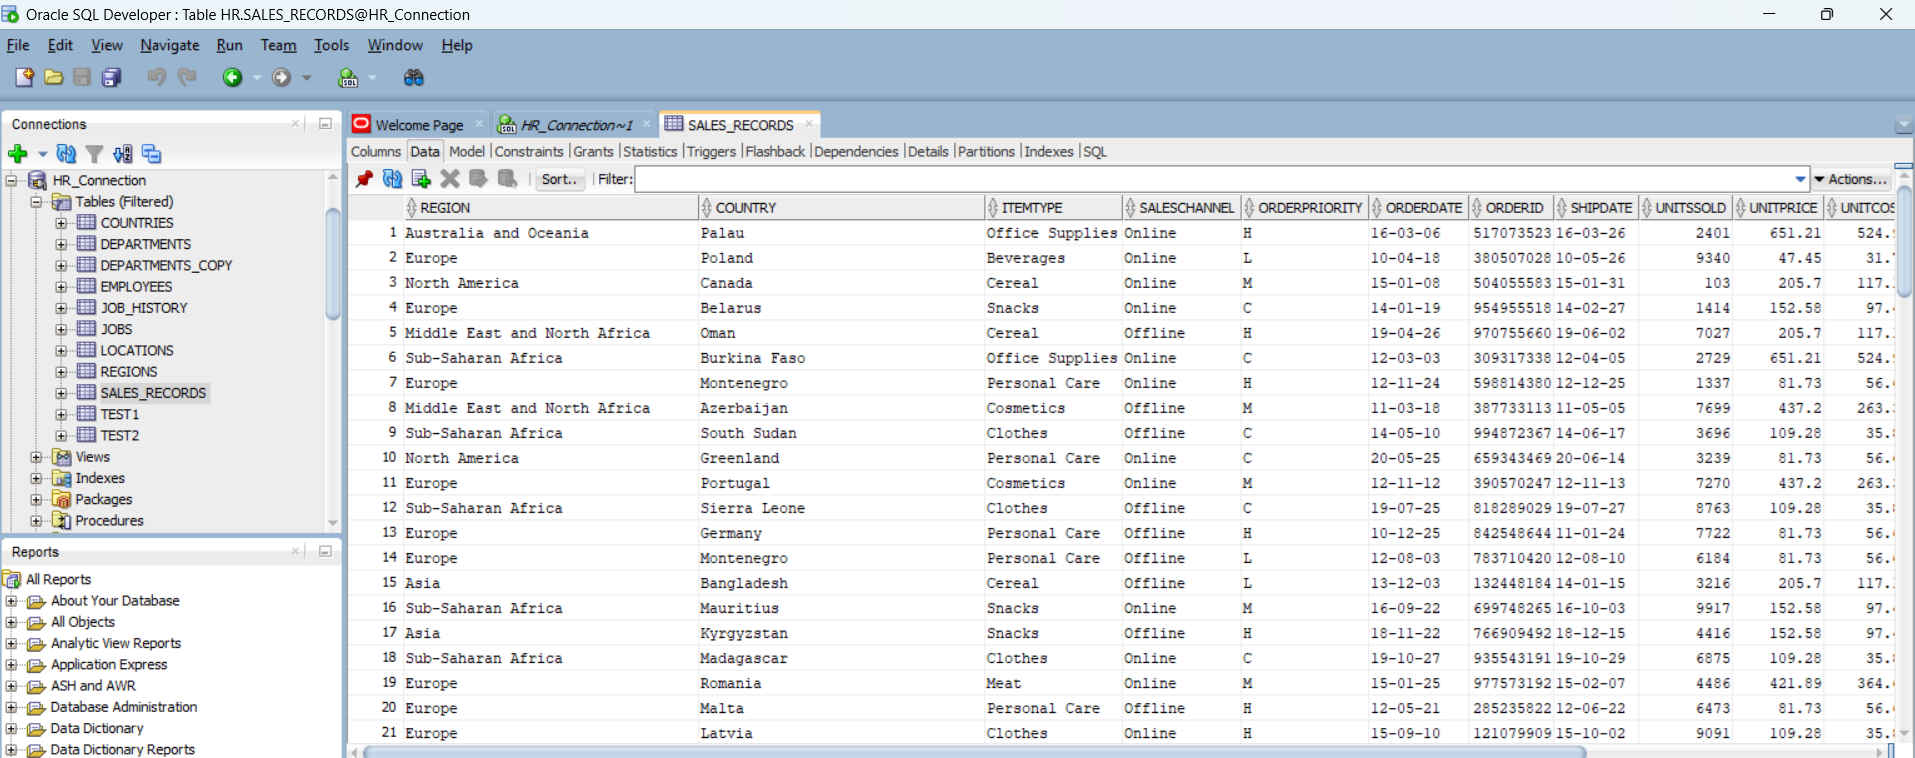 Oracle SQL Developer : Table HR.SALES_RECORDS@HR_Connection
File Edit View Navigate Run Team Tools Window Help
Connections
HR_Connection
Tables (Filtered)
COUNTRIES
DEPARTMENTS
DEPARTMENTS_COPY
EMPLOYEES
JOB_HISTORY
JOBS
LOCATIONS
REGIONS
SALES_RECORDS
TEST1
TEST2
Views
Indexes
Packages
Procedures
Reports
All Reports
About Your Database
All Objects
Analytic View Reports
Application Express
ASH and AWR
Database Administration
Data Dictionary
Data Dictionary Reports
Welcome Page HR_Connection~1 SALES_RECORDS
Columns Data Model Constraints Grants Statistics Triggers Flashback Dependencies Details Partitions Indexes SQL
Sort.. Filter: Actions...
REGION COUNTRY ITEMTYPE SALESCHANNEL ORDERPRIORITY ORDERDATE ORDERID SHIPDATE UNITSSOLD UNITPRICE UNITCOS
1 Australia and Oceania Palau Office Supplies Online H 16-03-06 517073523 16-03-26 2401 651.21 524.
2 Europe Poland Beverages Online L 10-04-18 380507028 10-05-26 9340 47.45 31.
3 North America Canada Cereal Online M 15-01-08 504055583 15-01-31 103 205.7 117.
4 Europe Belarus Snacks Online C 14-01-19 954955518 14-02-27 1414 152.58 97.
5 Middle East and North Africa Oman Cereal Offline H 19-04-26 970755660 19-06-02 7027 205.7 117.
6 Sub-Saharan Africa Burkina Faso Office Supplies Online C 12-03-03 309317338 12-04-05 2729 651.21 524.
7 Europe Montenegro Personal Care Online H 12-11-24 598814380 12-12-25 1337 81.73 56.
8 Middle East and North Africa Azerbaijan Cosmetics Offline M 11-03-18 387733113 11-05-05 7699 437.2 263.
9 Sub-Saharan Africa South Sudan Clothes Offline C 14-05-10 994872367 14-06-17 3696 109.28 35.
10 North America Greenland Personal Care Online C 20-05-25 659343469 20-06-14 3239 81.73 56.
11 Europe Portugal Cosmetics Online M 12-11-12 390570247 12-11-13 7270 437.2 263.
12 Sub-Saharan Africa Sierra Leone Clothes Offline C 19-07-25 818289029 19-07-27 8763 109.28 35.
13 Europe Germany Personal Care Offline H 10-12-25 842548644 11-01-24 7722 81.73 56.
14 Europe Montenegro Personal Care Offline L 12-08-03 783710420 12-08-10 6184 81.73 56.
15 Asia Bangladesh Cereal Offline L 13-12-03 132448184 14-01-15 3216 205.7 117.
16 Sub-Saharan Africa Mauritius Snacks Online M 16-09-22 699748265 16-10-03 9917 152.58 97.
17 Asia Kyrgyzstan Snacks Offline H 18-11-22 766909492 18-12-15 4416 152.58 97.
18 Sub-Saharan Africa Madagascar Clothes Online C 19-10-27 935543191 19-10-29 6875 109.28 35.
19 Europe Romania Meat Online M 15-01-25 977573192 15-02-07 4486 421.89 364.
20 Europe Malta Personal Care Offline H 12-05-21 285235822 12-06-22 6473 81.73 56.
21 Europe Latvia Clothes Online H 15-09-10 121079909 15-10-02 9091 109.28 35.